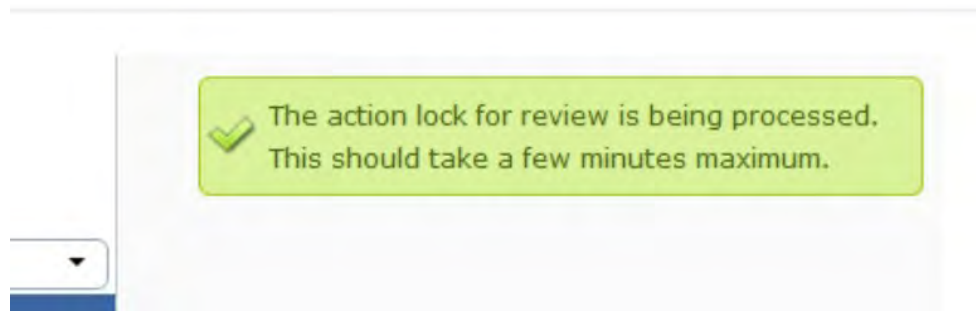 The action lock for review is being processed.
This should take a few minutes maximum.